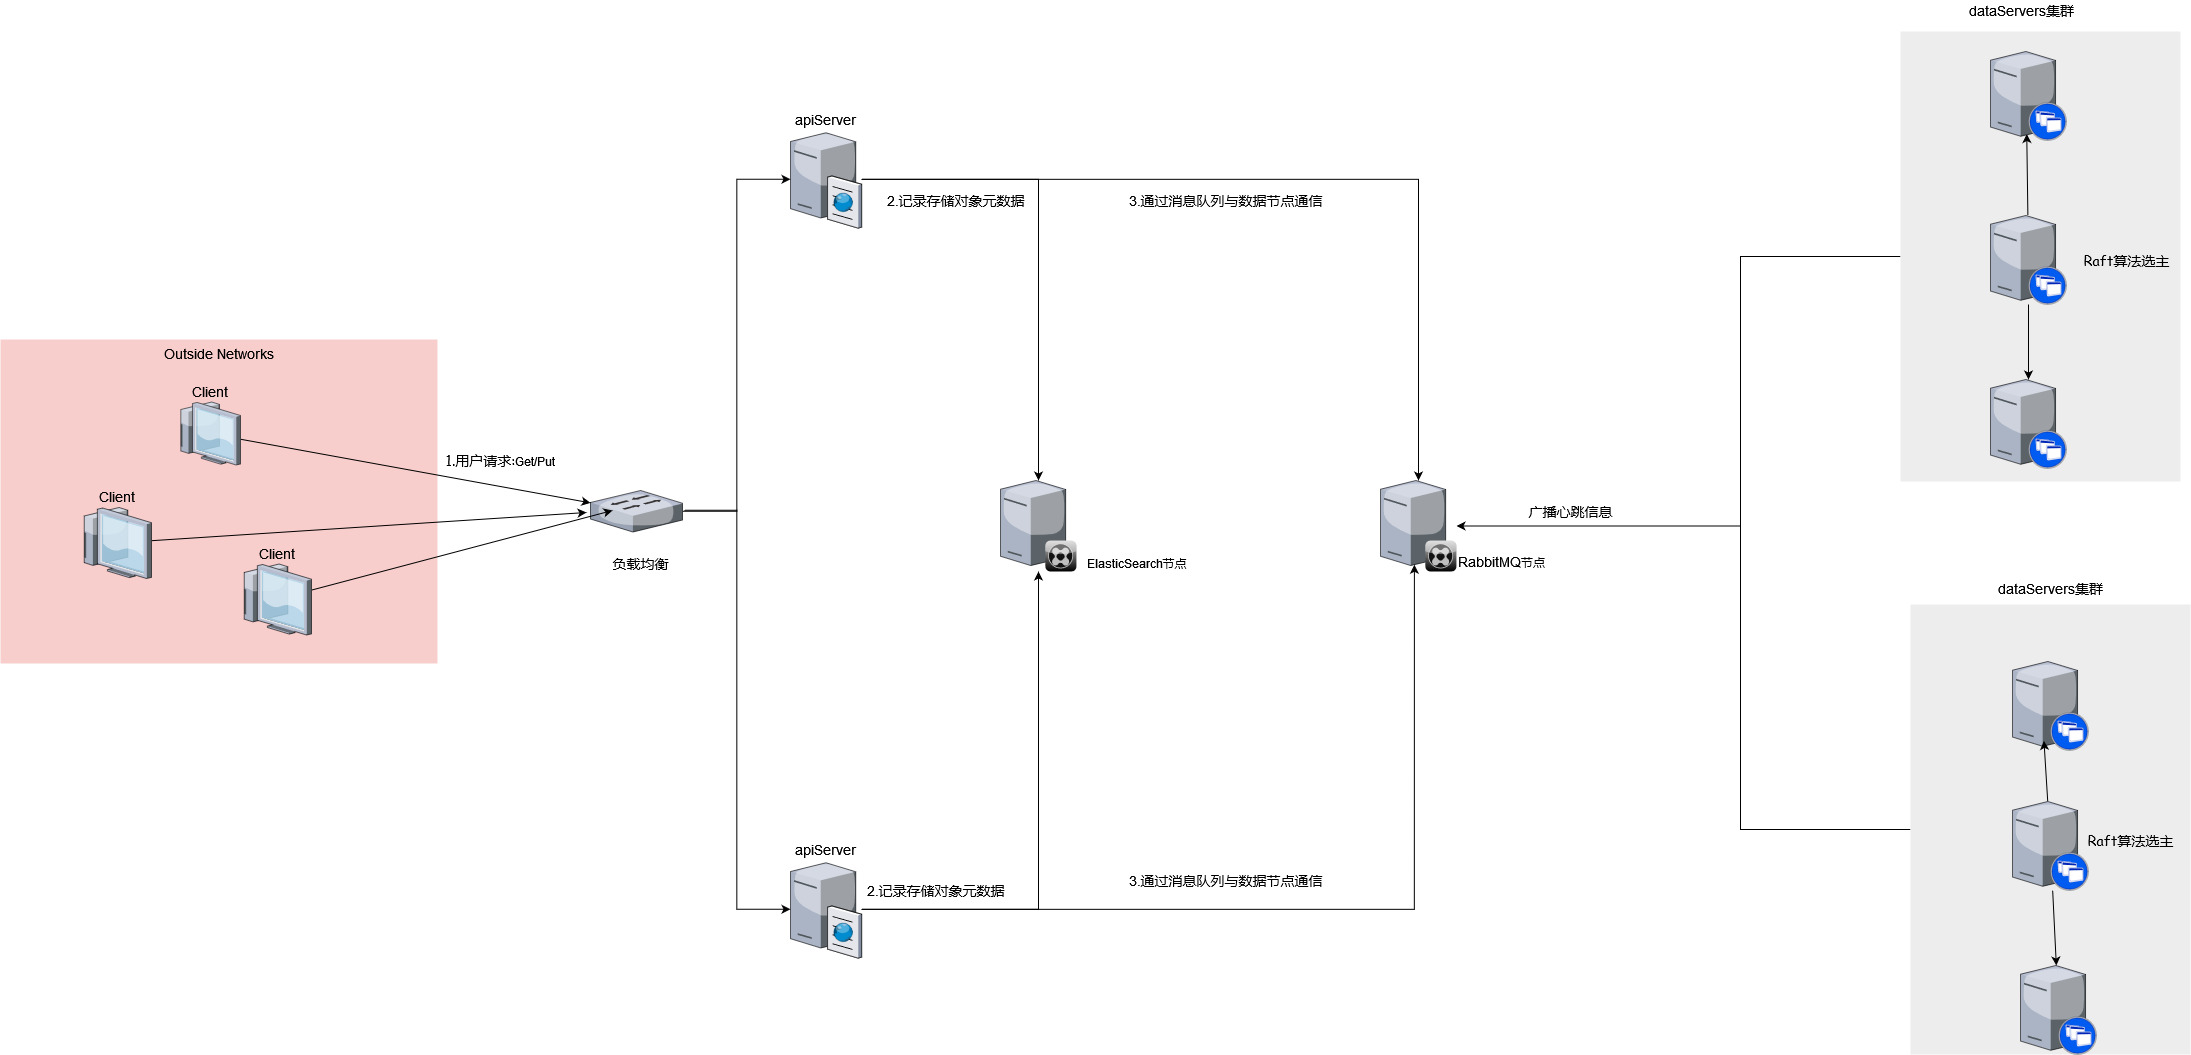 dataServers集群
apiServer
2.记录存储对象元数据
3.通过消息队列与数据节点通信
Raft算法选主
Outside Networks
Client
1.用户请求:Get/Put
Client
Client
负载均衡
ElasticSearch节点
广播心跳信息
RabbitMQ节点
dataServers集群
apiServer
2.记录存储对象元数据
3.通过消息队列与数据节点通信
Raft算法选主